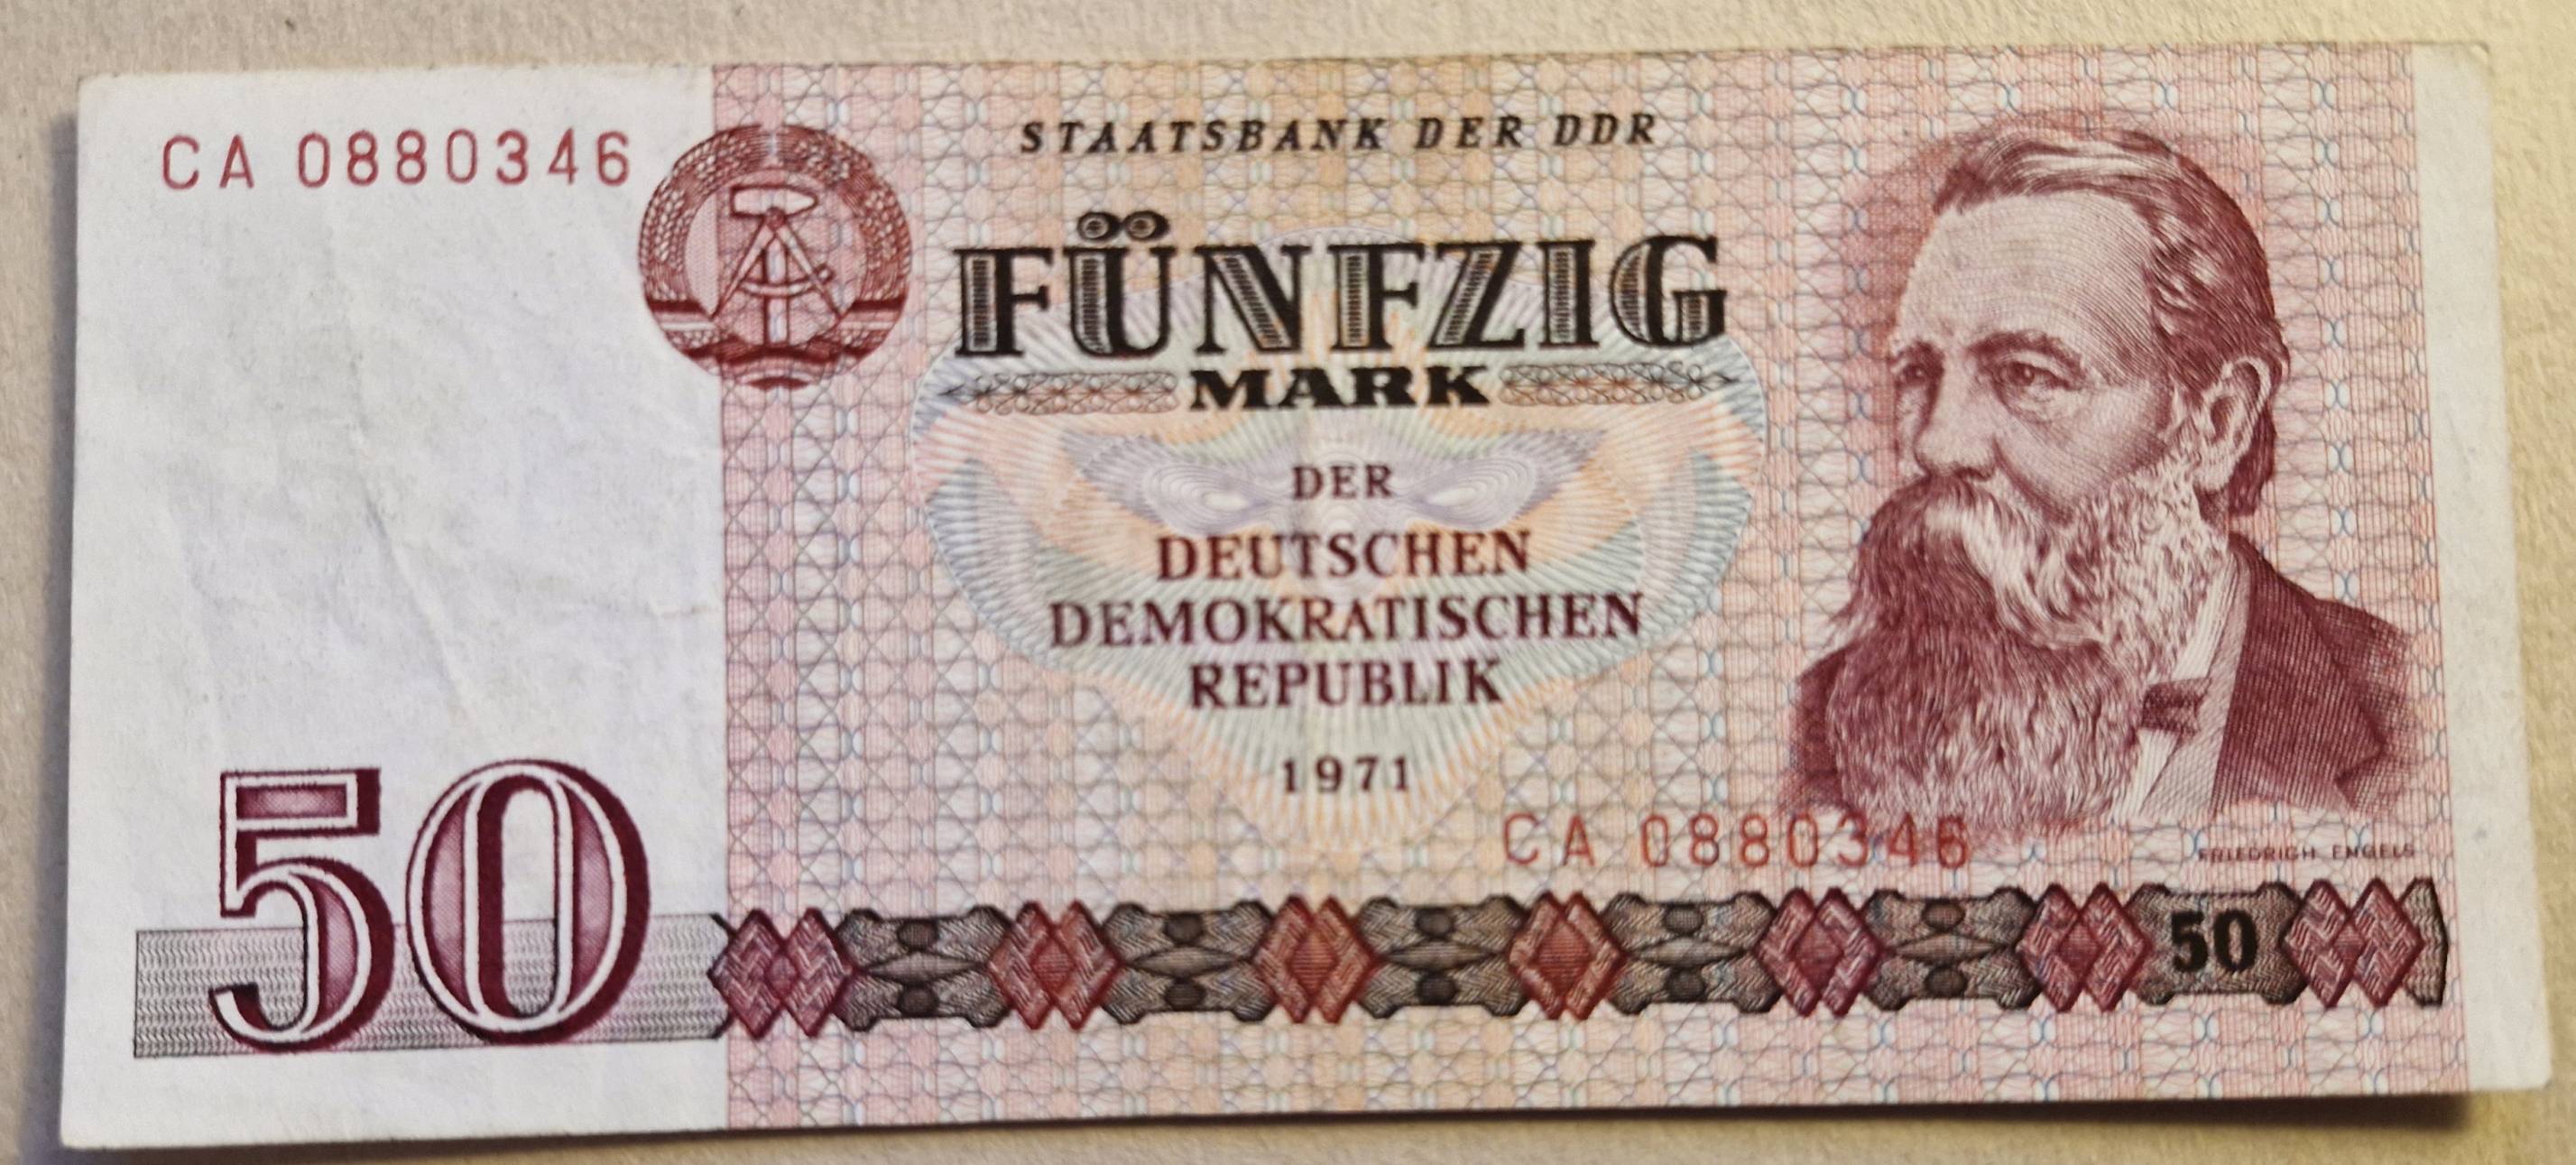 CA 0880346
STAATSBANK DER DDR
FÜNFZIG
MARK
DER
DEUTSCHEN
DEMOKRATISCHEN
REPUBLIK
1971
CA 0880346
FRIEDRICH ENGELS
50
50